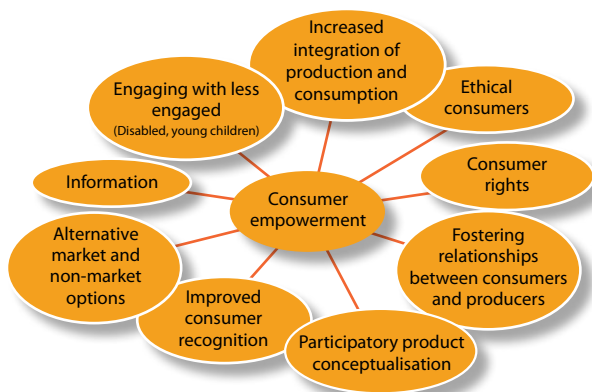 Increased
integration of
production and
consumption
Ethical
consumers
Engaging with less
engaged
(Disabled, young children)
Consumer
rights
Information
Consumer
empowerment
Fostering
relationships
between consumers
and producers
Alternative
market and
non-market
options
Improved
consumer
recognition
Participatory product
conceptualisation